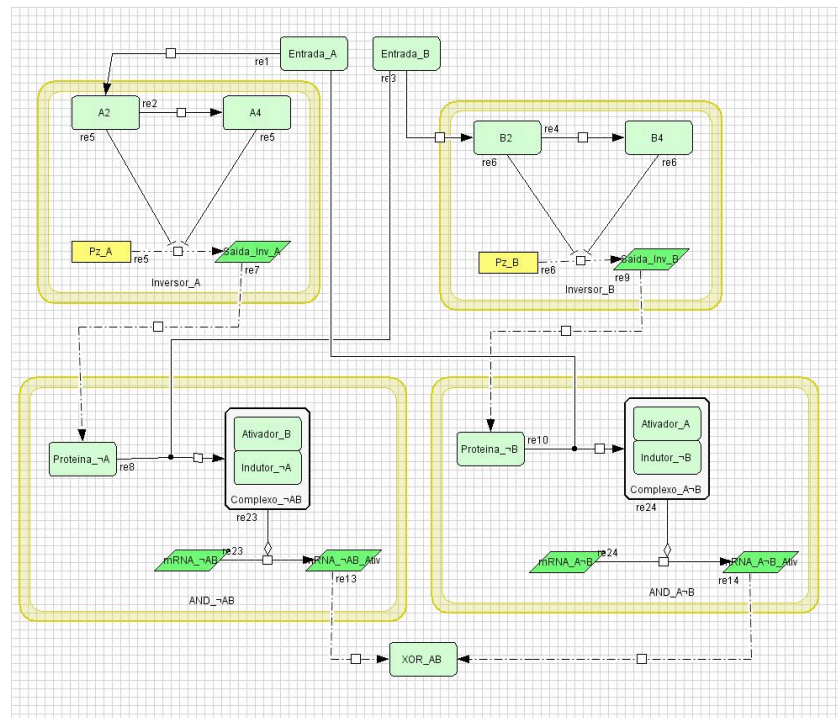 Entrada_A
Entrada_B
re1
re3
A2
re2
A4
re5
re5
B2
re4
B4
re6
re6
Pz_A
re5
Saida_Inv_A
re7
Inversor_A
Pz_B
re6
Saida_Inv_B
re9
Inversor_B
Proteina_¬A
re8
Ativador_B
Indutor_¬A
Complexo_¬AB
re23
mRNA_¬AB
re23
mRNA_¬AB_Ativ
re13
AND_¬AB
Proteina_¬B
re10
Ativador_A
Indutor_¬B
Complexo_A¬B
re24
mRNA_A¬B
re24
mRNA_A¬B_Ativ
re14
AND_A¬B
XOR_AB